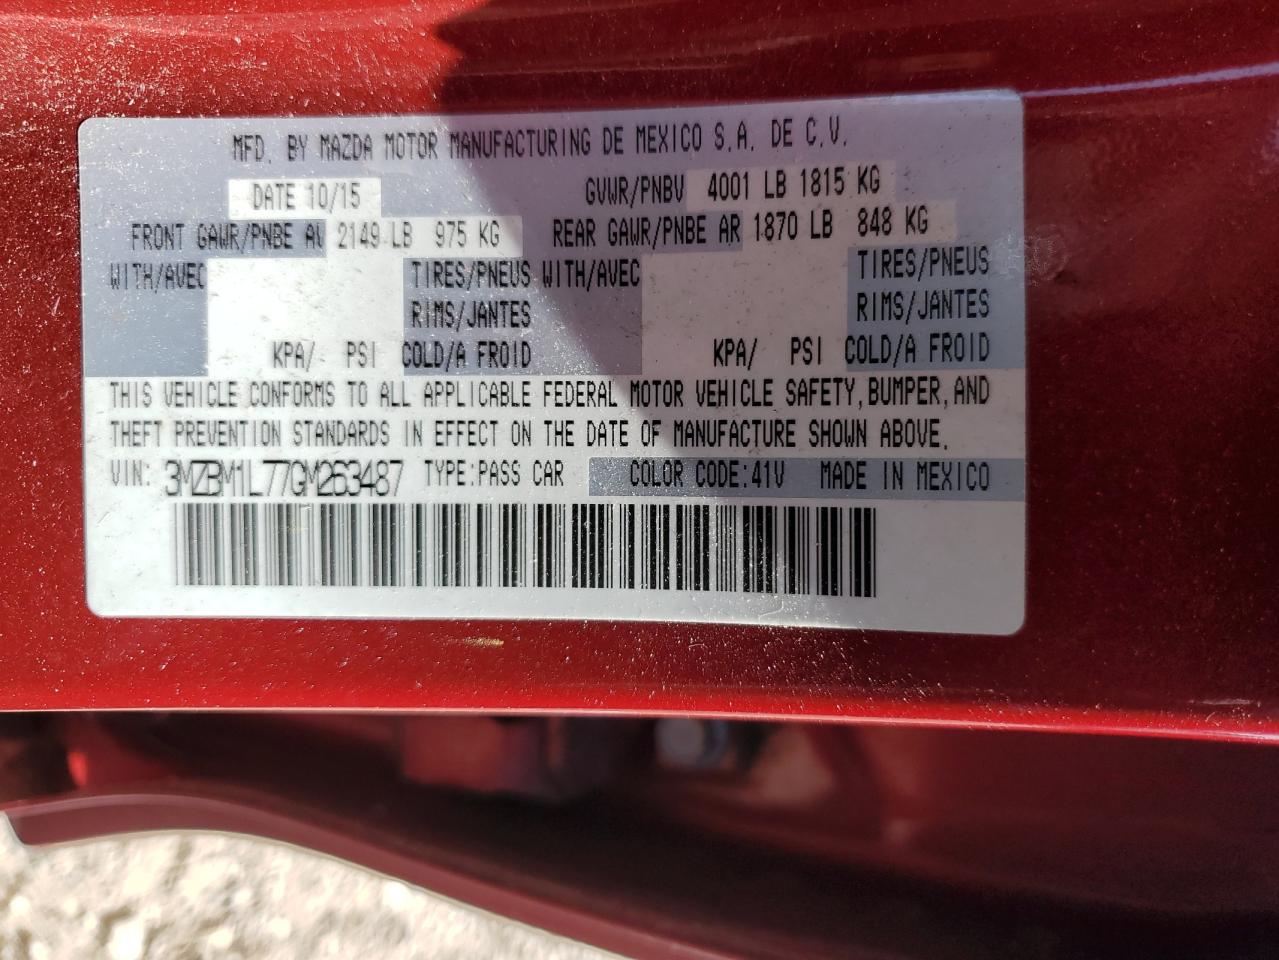 MFD. BY MAZDA MOTOR MANUFACTURING DE MEXICO S.A. DE C.V.
DATE 10/15 GVWR/PNBV 4001 LB 1815 KG
FRONT GAWR/PNBE AV 2149 LB 975 KG REAR GAWR/PNBE AR 1870 LB 848 KG
WITH/AVEC TIRES/PNEUS WITH/AVEC TIRES/PNEUS
RIMS/JANTES RIMS/JANTES
KPA/ PSI COLD/A FROID KPA/ PSI COLD/A FROID
THIS VEHICLE CONFORMS TO ALL APPLICABLE FEDERAL MOTOR VEHICLE SAFETY, BUMPER, AND
THEFT PREVENTION STANDARDS IN EFFECT ON THE DATE OF MANUFACTURE SHOWN ABOVE.
VIN: 3MZBM1L77GM263487 TYPE:PASS CAR COLOR CODE:41V MADE IN MEXICO